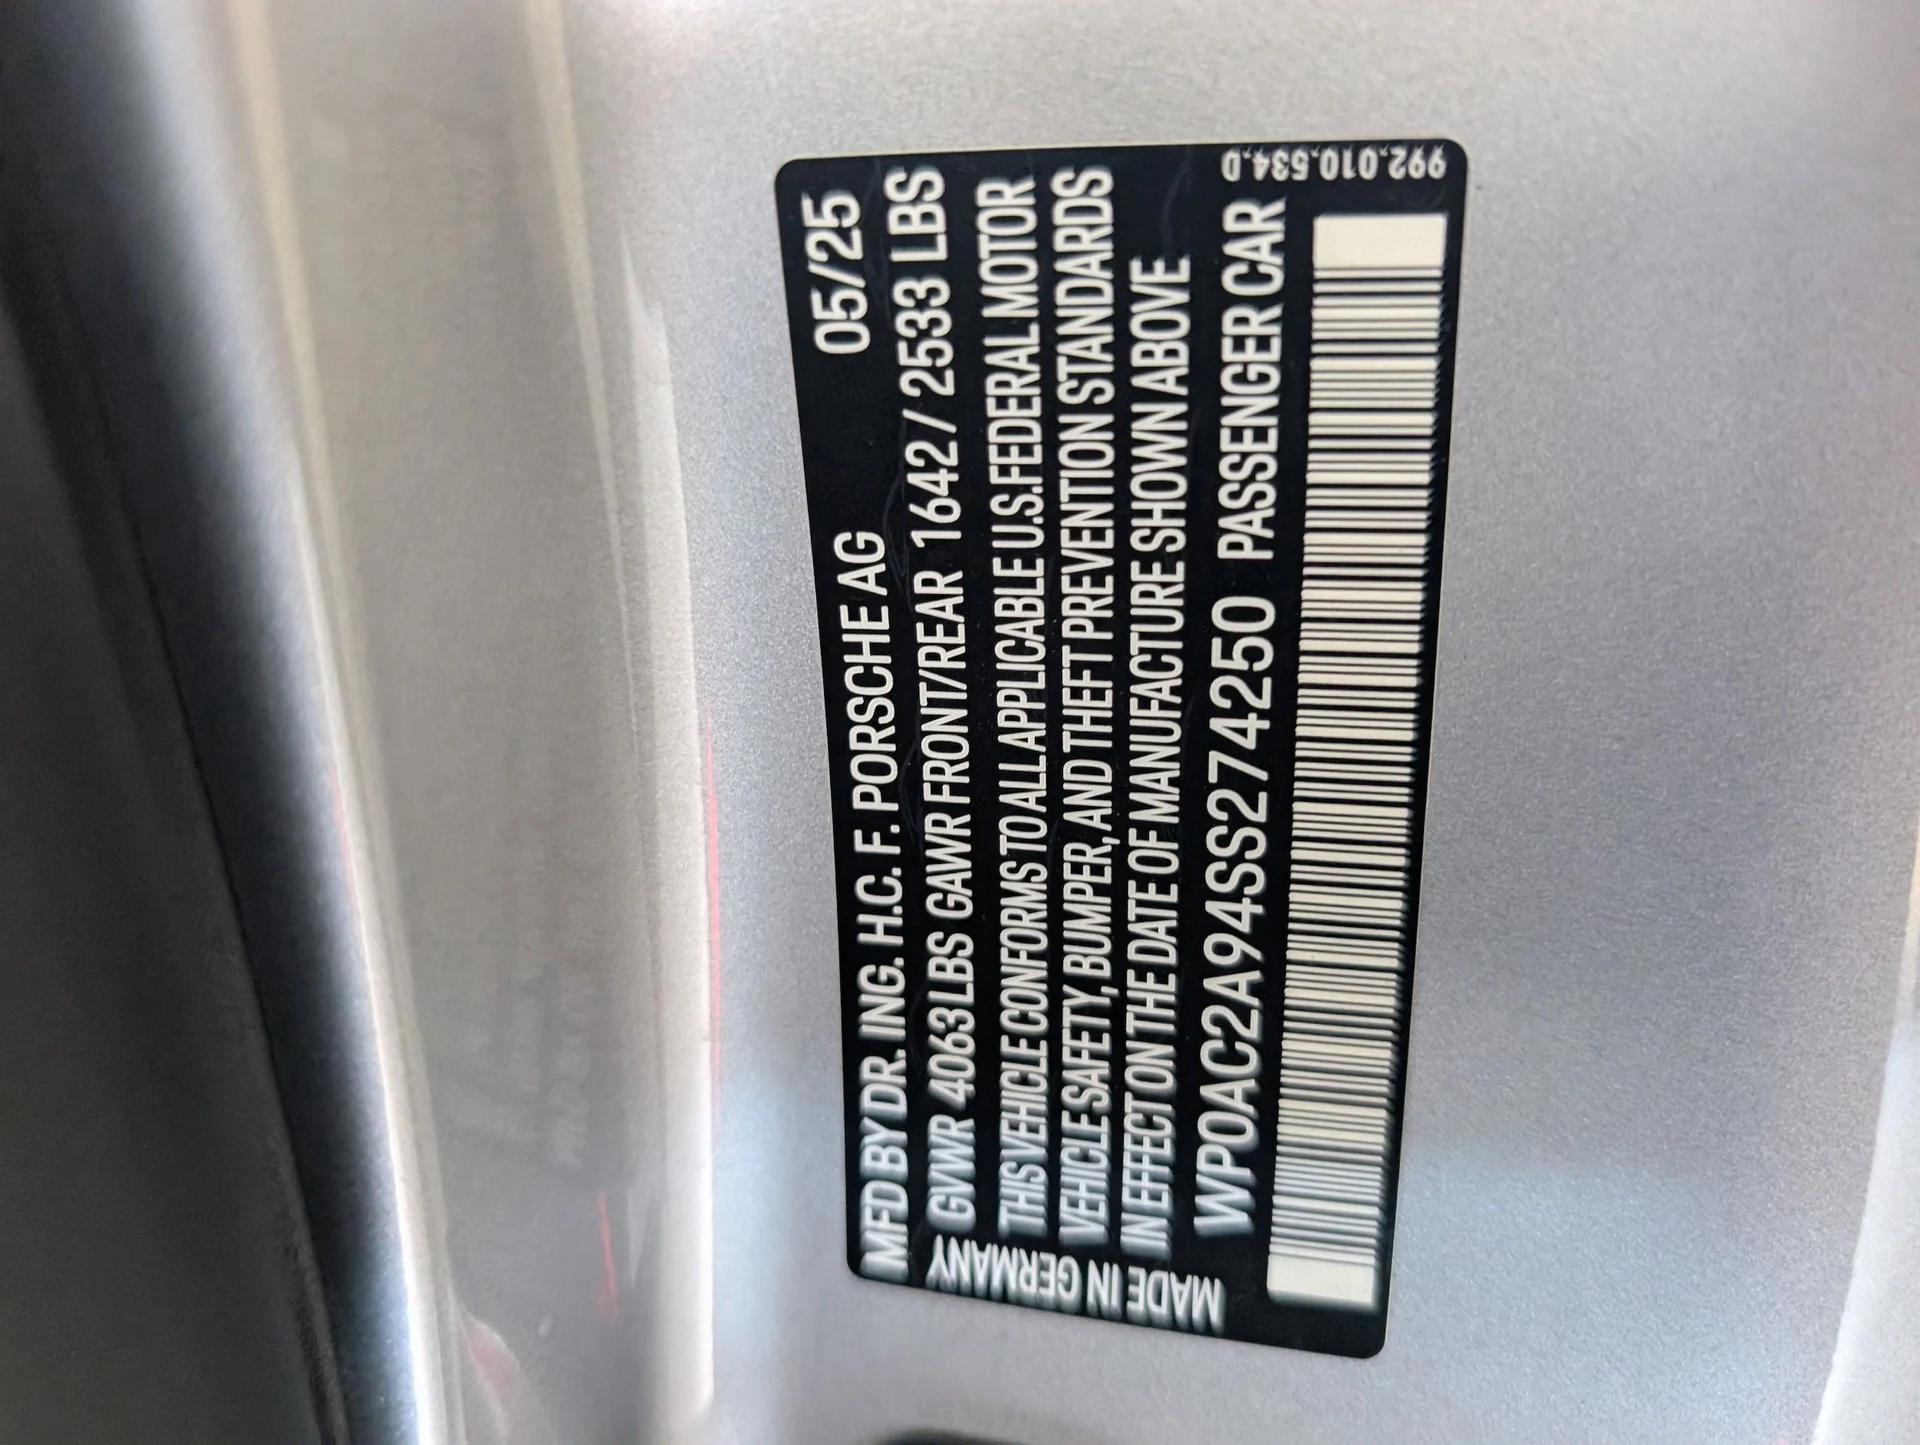 MFD BY DR. ING. H.C. F. PORSCHE AG 05/25
GVWR 4063 LBS GAWR FRONT/REAR 1642 / 2533 LBS
THIS VEHICLE CONFORMS TO ALL APPLICABLE U.S. FEDERAL MOTOR
VEHICLE SAFETY, BUMPER, AND THEFT PREVENTION STANDARDS
IN EFFECT ON THE DATE OF MANUFACTURE SHOWN ABOVE
WP0AC2A94SS274250 PASSENGER CAR
MADE IN GERMANY
992.010.534.D